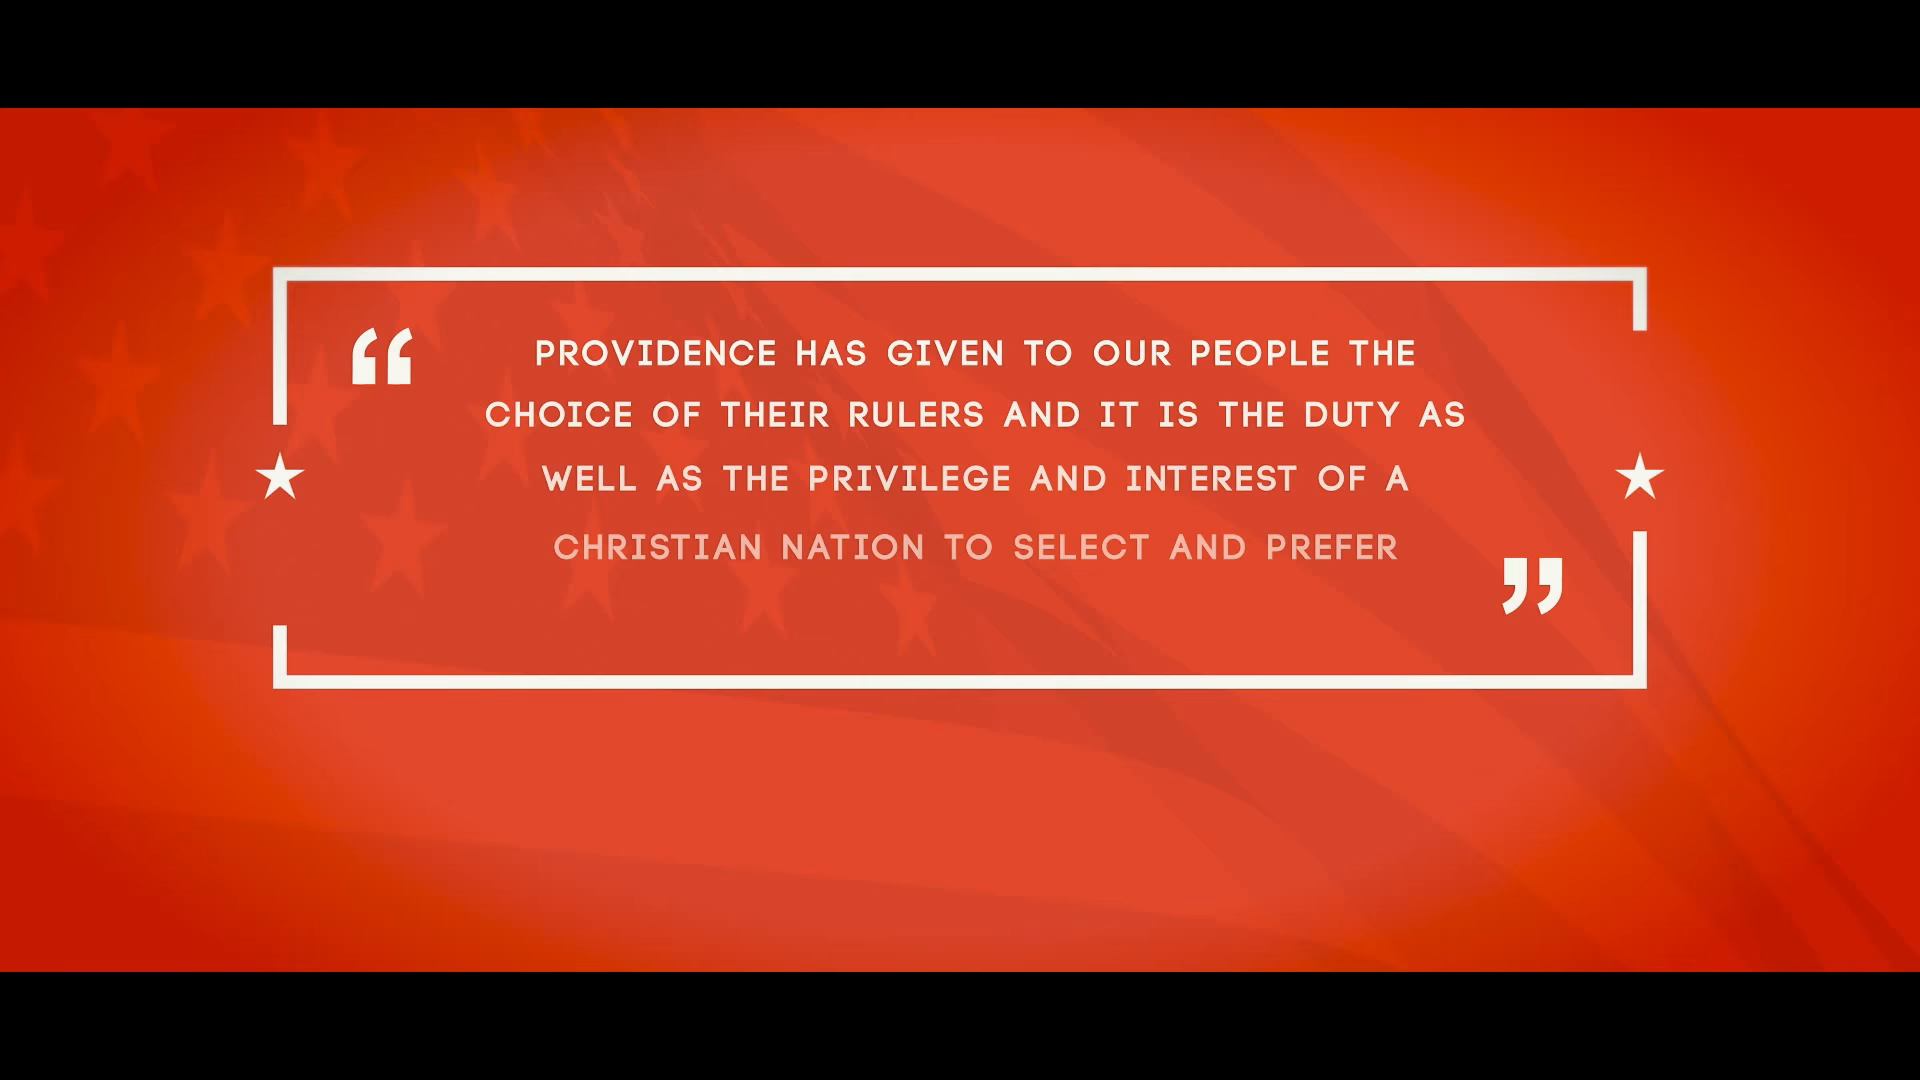 “ PROVIDENCE HAS GIVEN TO OUR PEOPLE THE
CHOICE OF THEIR RULERS AND IT IS THE DUTY AS
WELL AS THE PRIVILEGE AND INTEREST OF A
CHRISTIAN NATION TO SELECT AND PREFER ”